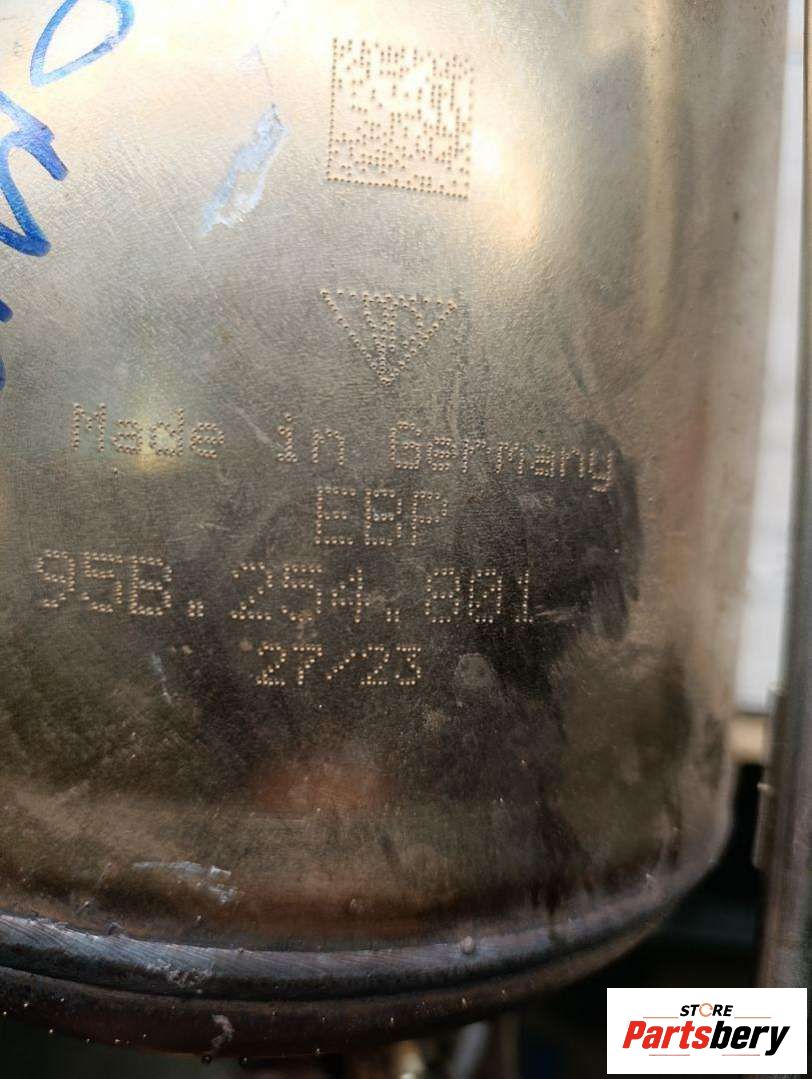 Made in Germany
EBP
95B.254.801
27/23
STORE
Partsbery